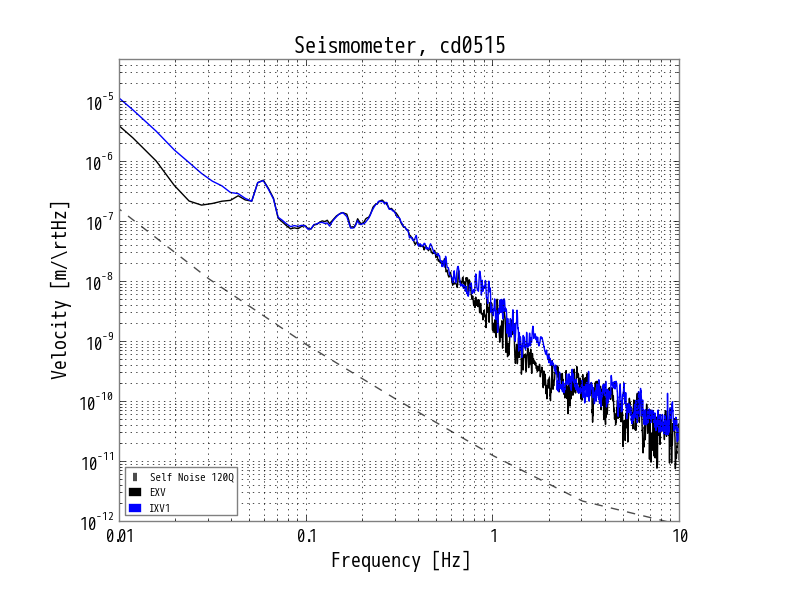 Seismometer, cd0515
Velocity [m/\rtHz]
10^-5
10^-6
10^-7
10^-8
10^-9
10^-10
10^-11
10^-12
Self Noise 120Q
EXV
IXV1
0.01 0.1 1 10
Frequency [Hz]